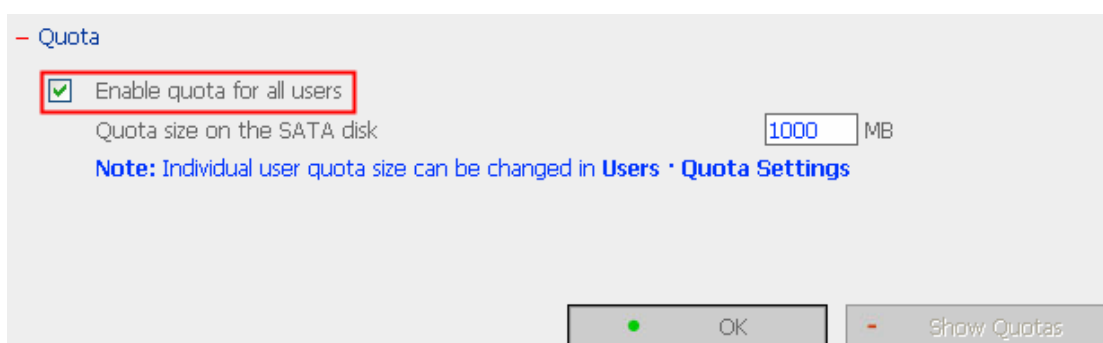 – Quota
Enable quota for all users
Quota size on the SATA disk 1000 MB
Note: Individual user quota size can be changed in Users · Quota Settings
OK - Show Quotas